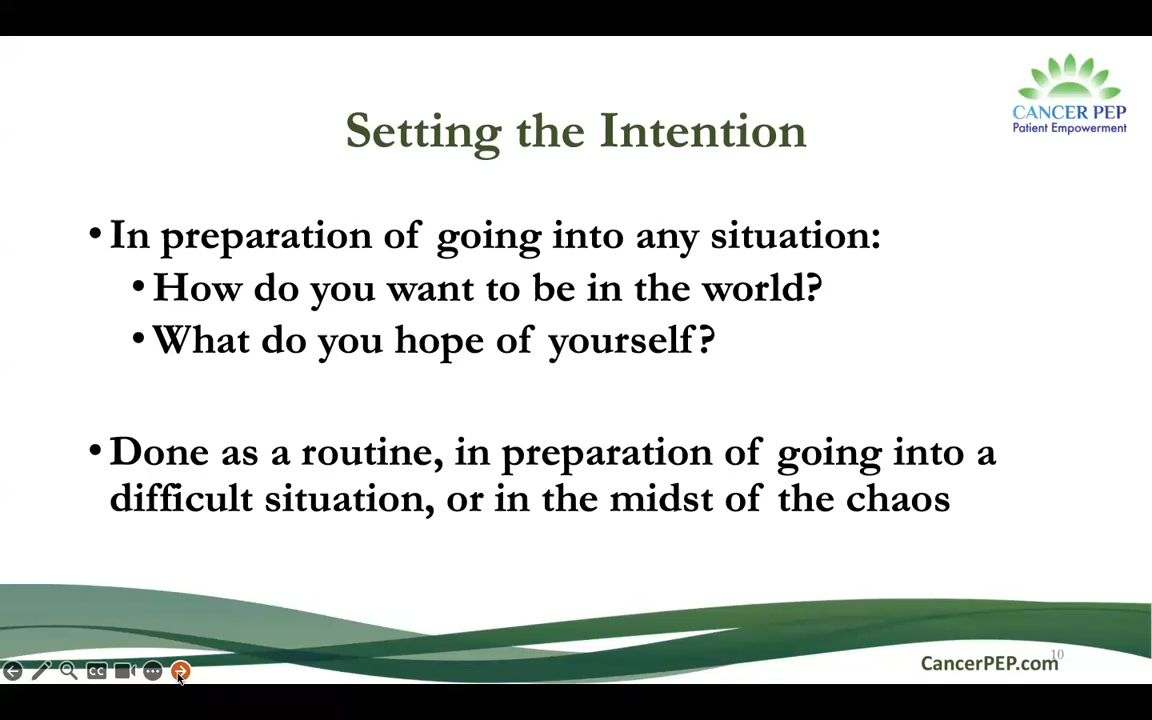 CANCER PEP
Patient Empowerment
Setting the Intention
• In preparation of going into any situation:
• How do you want to be in the world?
• What do you hope of yourself?
• Done as a routine, in preparation of going into a
difficult situation, or in the midst of the chaos
CC
CancerPEP.com
10